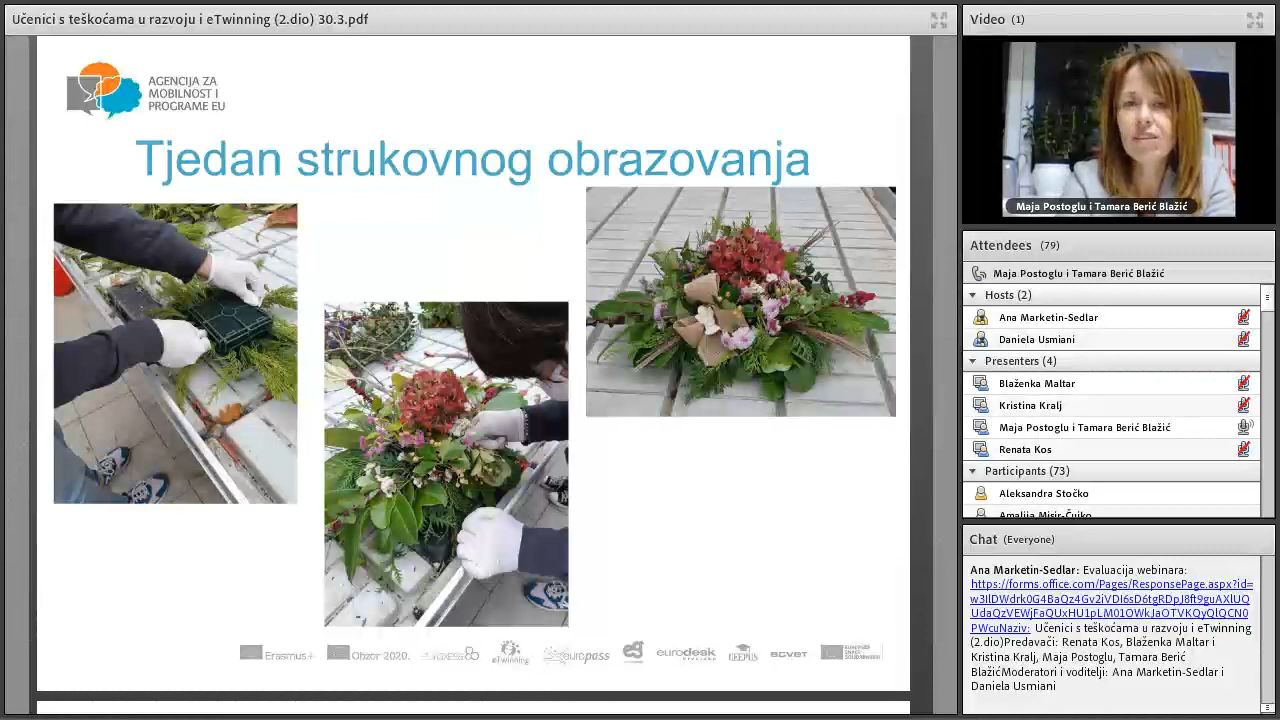 Učenici s teškoćama u razvoju i eTwinning (2.dio) 30.3.pdf
AGENCIJA ZA
MOBILNOST I
PROGRAME EU
Tjedan strukovnog obrazovanja
Erasmus+
Obzor 2020.
eTwinning
europass
eurodesk
Video (1)
Maja Postoglu i Tamara Berić Blažić
Attendees (79)
Maja Postoglu i Tamara Berić Blažić
Hosts (2)
Ana Marketin-Sedlar
Daniela Usmiani
Presenters (4)
Blaženka Maltar
Kristina Kralj
Maja Postoglu i Tamara Berić Blažić
Renata Kos
Participants (73)
Aleksandra Stočko
Chat (Everyone)
Ana Marketin-Sedlar: Evaluacija webinara:
https://forms.office.com/Pages/ResponsePage.aspx?id=
PWcuNaziv: Učenici s teškoćama u razvoju i eTwinning
(2.dio)Predavači: Renata Kos, Blaženka Maltar i
Kristina Kralj, Maja Postoglu, Tamara Berić
BlažićModeratori i voditelji: Ana Marketin-Sedlar i
Daniela Usmiani